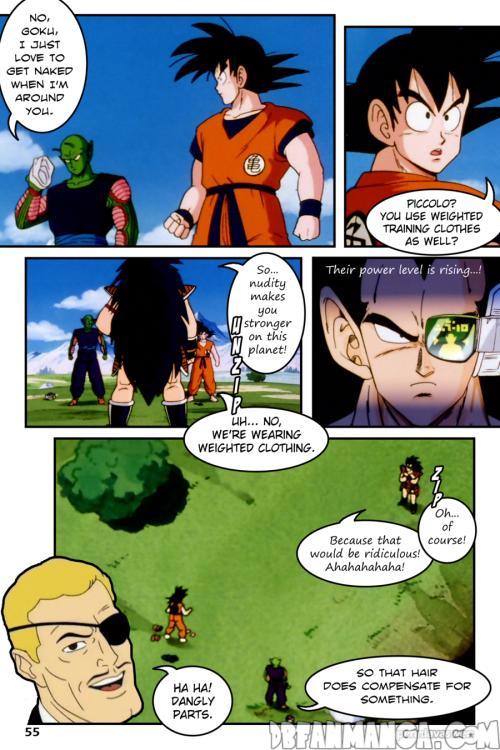 NO,
GOKU,
I JUST
LOVE TO
GET NAKED
WHEN I'M
AROUND
YOU.
亀
PICCOLO?
YOU USE WEIGHTED
TRAINING CLOTHES
AS WELL?
So...
nudity
makes
you
stronger
on this
planet!
UNZIP
UH... NO,
WE'RE WEARING
WEIGHTED CLOTHING.
Their power level is rising...!
ZIP
Oh...
of
course!
Because that
would be ridiculous!
Ahahahahaha!
HA HA!
DANGLY
PARTS.
SO THAT HAIR
DOES COMPENSATE FOR
SOMETHING.
55
DBFANMANGA.COM